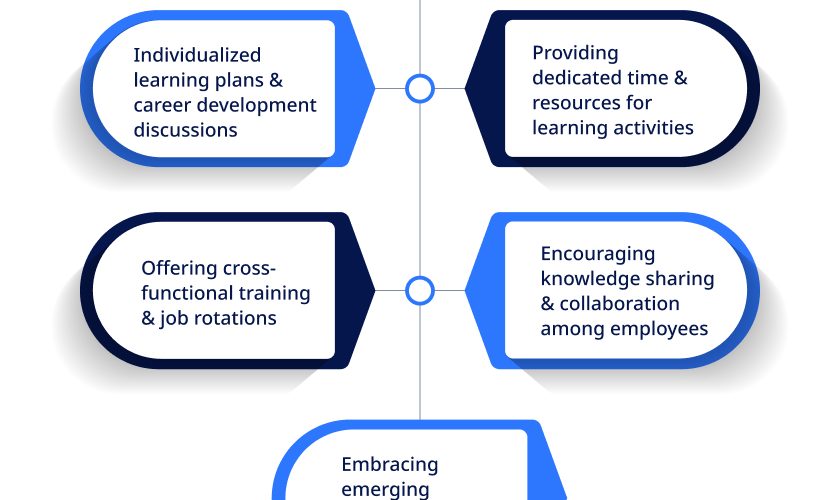 Individualized
learning plans &
career development
discussions
Providing
dedicated time &
resources for
learning activities
Offering cross-
functional training
& job rotations
Encouraging
knowledge sharing
& collaboration
among employees
Embracing
emerging